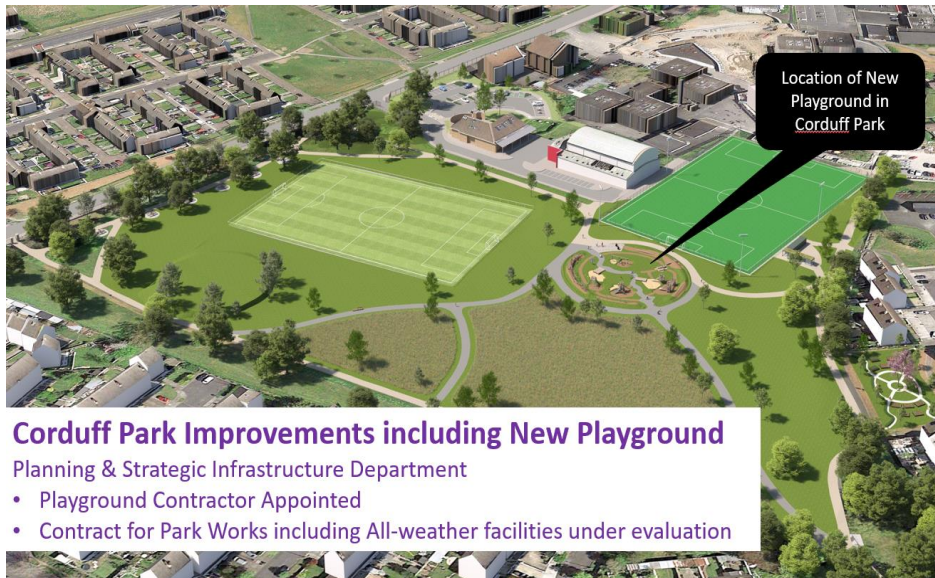 Location of New
Playground in
Corduff Park
Corduff Park Improvements including New Playground
Planning & Strategic Infrastructure Department
• Playground Contractor Appointed
• Contract for Park Works including All-weather facilities under evaluation